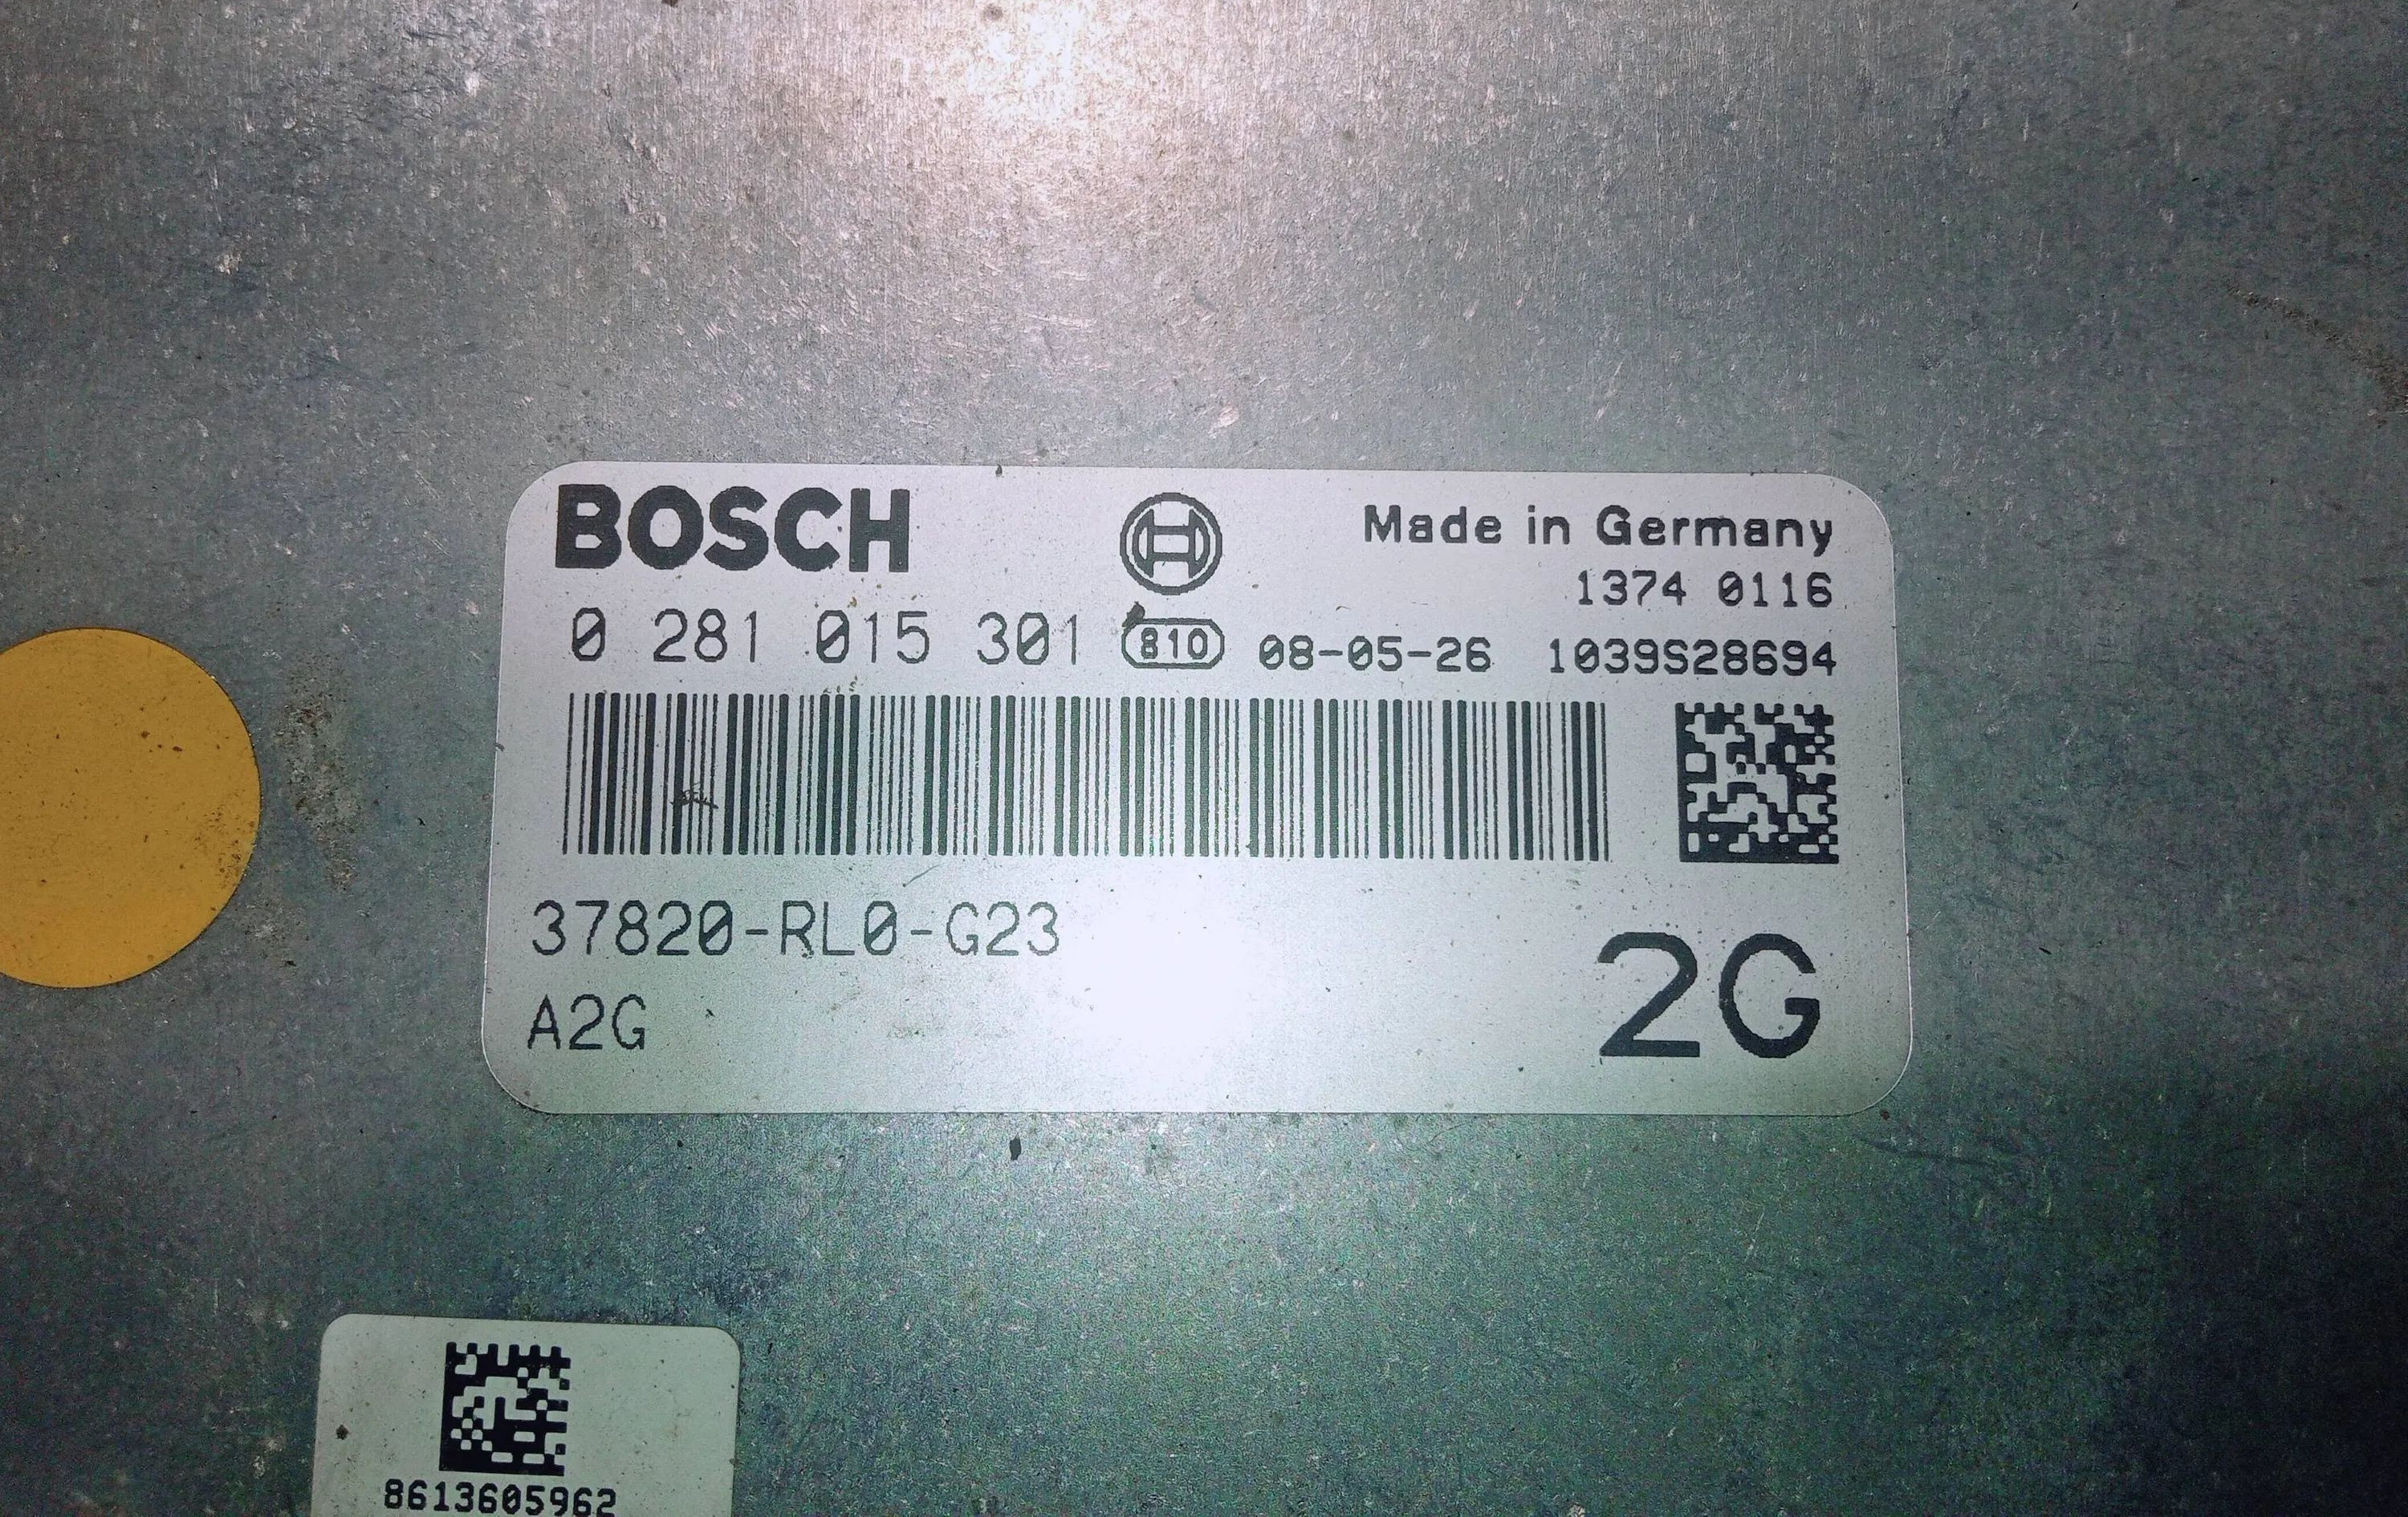 BOSCH
Made in Germany
1374 0116
0 281 015 301 810 08-05-26 1039S28694
37820-RL0-G23
A2G
2G
8613605962